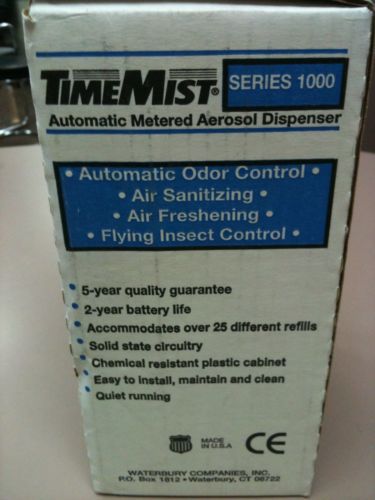 TIMEMIST® SERIES 1000
Automatic Metered Aerosol Dispenser
• Automatic Odor Control •
• Air Sanitizing •
• Air Freshening •
• Flying Insect Control •
• 5-year quality guarantee
• 2-year battery life
• Accommodates over 25 different refills
• Solid state circuitry
• Chemical resistant plastic cabinet
• Easy to install, maintain and clean
• Quiet running
MADE
IN U.S.A
CE
WATERBURY COMPANIES, INC.
P.O. Box 1812 • Waterbury, CT 06722